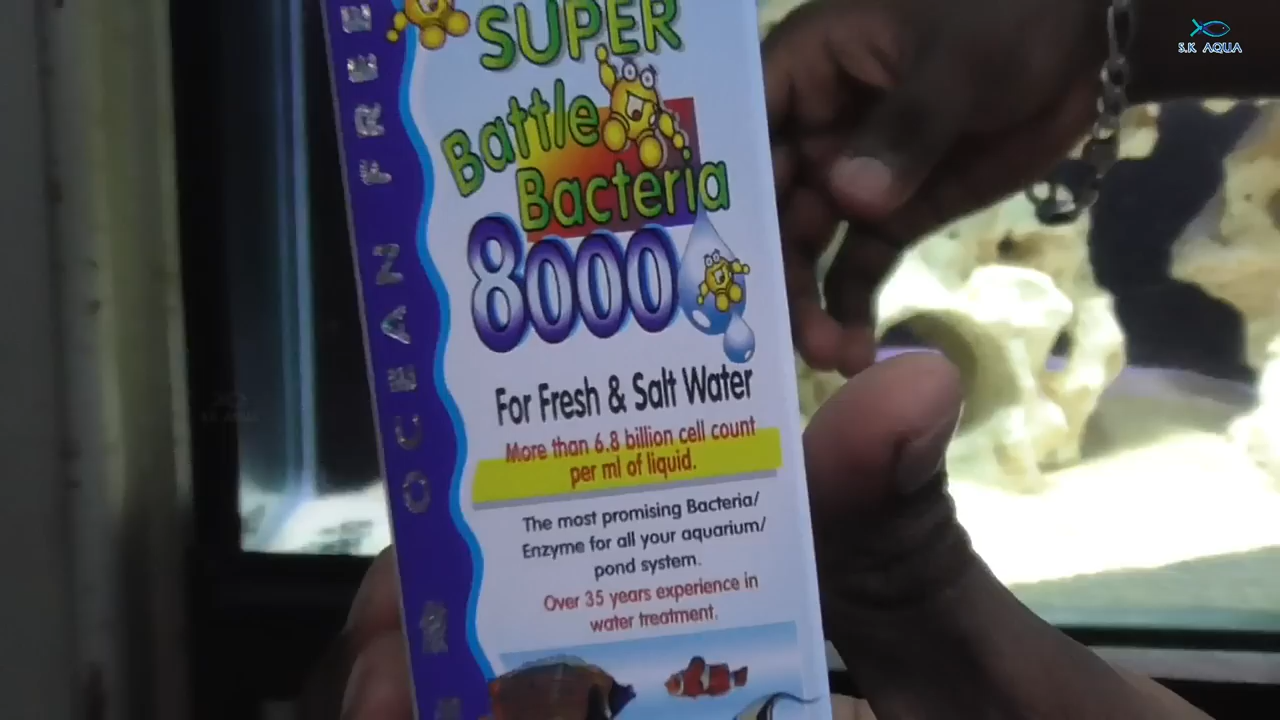 SUPER
Battle
Bacteria
8000
For Fresh & Salt Water
More than 6.8 billion cell count
per ml of liquid.
The most promising Bacteria/
Enzyme for all your aquarium/
pond system.
Over 35 years experience in
water treatment.
OCEAN FREE
S.K AQUA